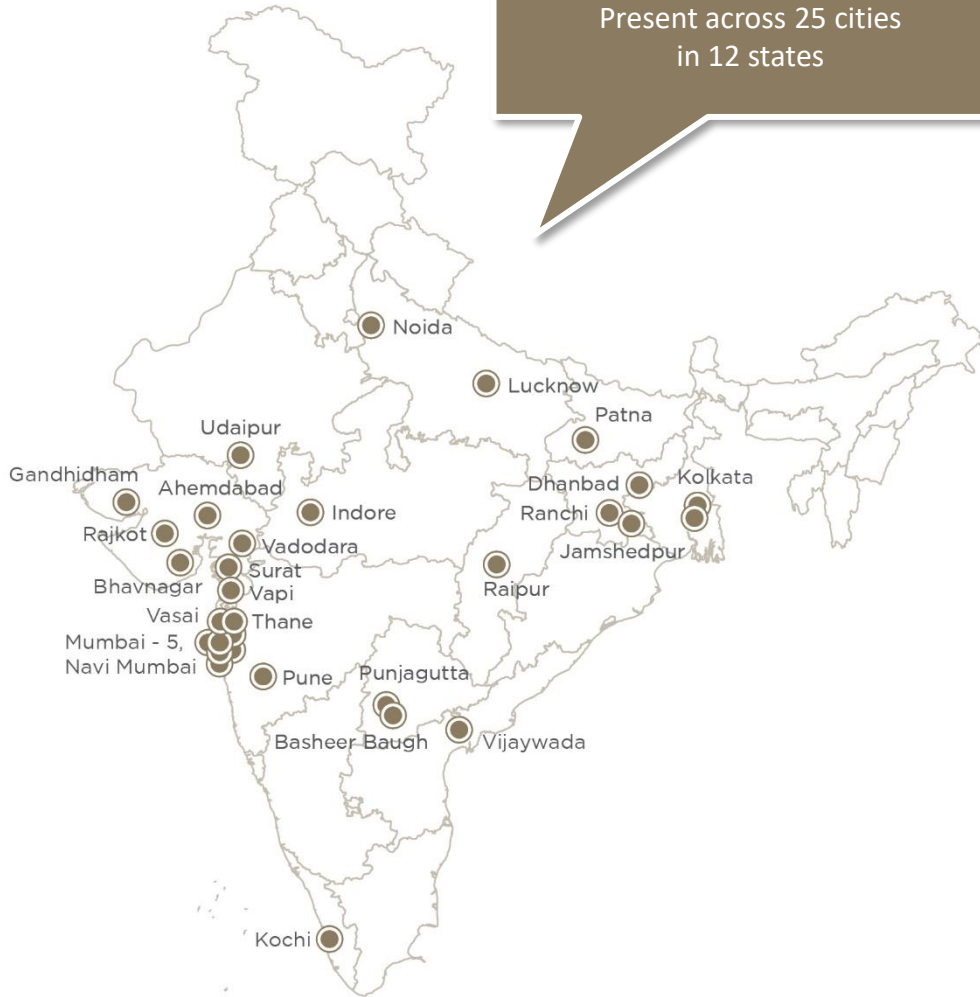 Present across 25 cities
in 12 states
Noida
Lucknow
Patna
Udaipur
Gandhidham
Ahemdabad
Dhanbad
Kolkata
Indore
Ranchi
Rajkot
Vadodara
Jamshedpur
Surat
Bhavnagar
Vapi
Raipur
Vasai
Thane
Mumbai - 5,
Navi Mumbai
Pune
Punjagutta
Basheer Baugh
Vijaywada
Kochi